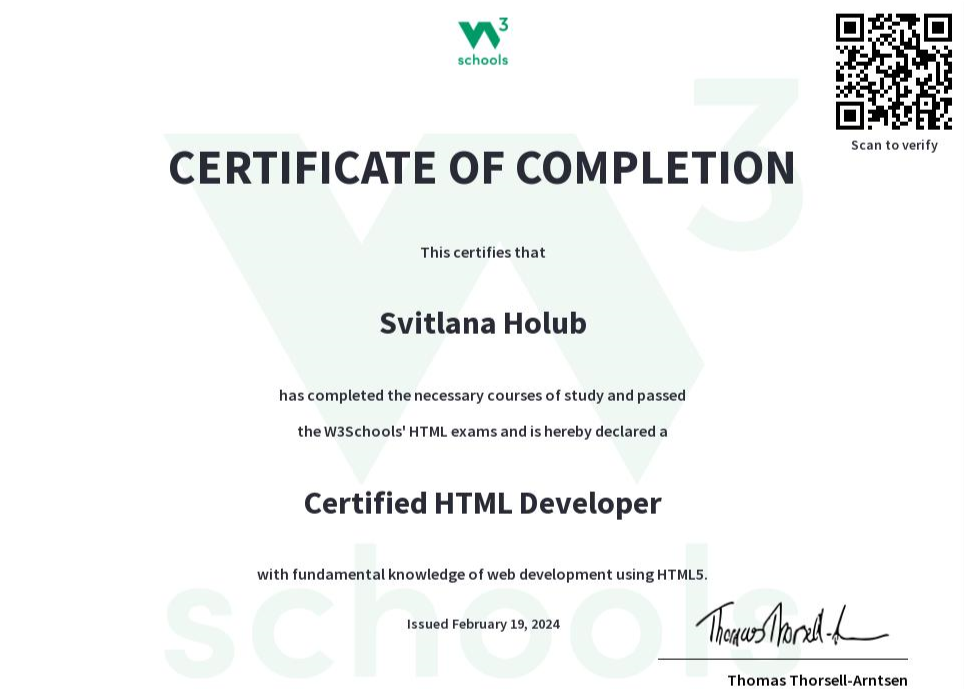 W3
schools
Scan to verify
CERTIFICATE OF COMPLETION
This certifies that
Svitlana Holub
has completed the necessary courses of study and passed
the W3Schools' HTML exams and is hereby declared a
Certified HTML Developer
with fundamental knowledge of web development using HTML5.
Issued February 19, 2024
Thomas Thorsell-A
Thomas Thorsell-Arntsen
W3
schools